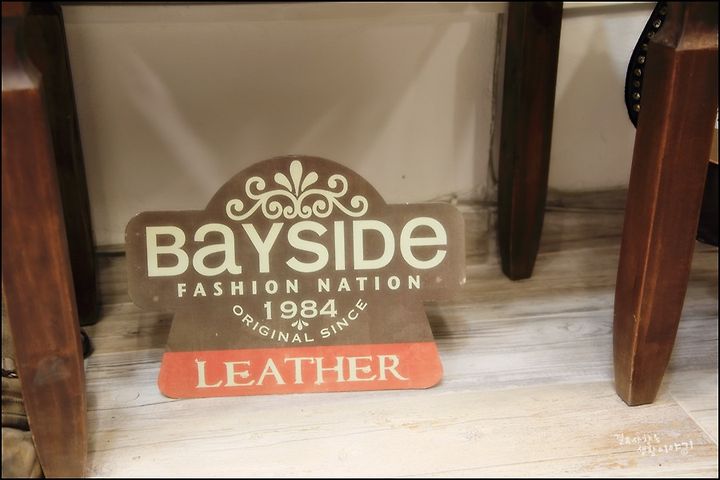 BaYSIDe
FASHION NATION
1984
ORIGINAL SINCE
LEATHER